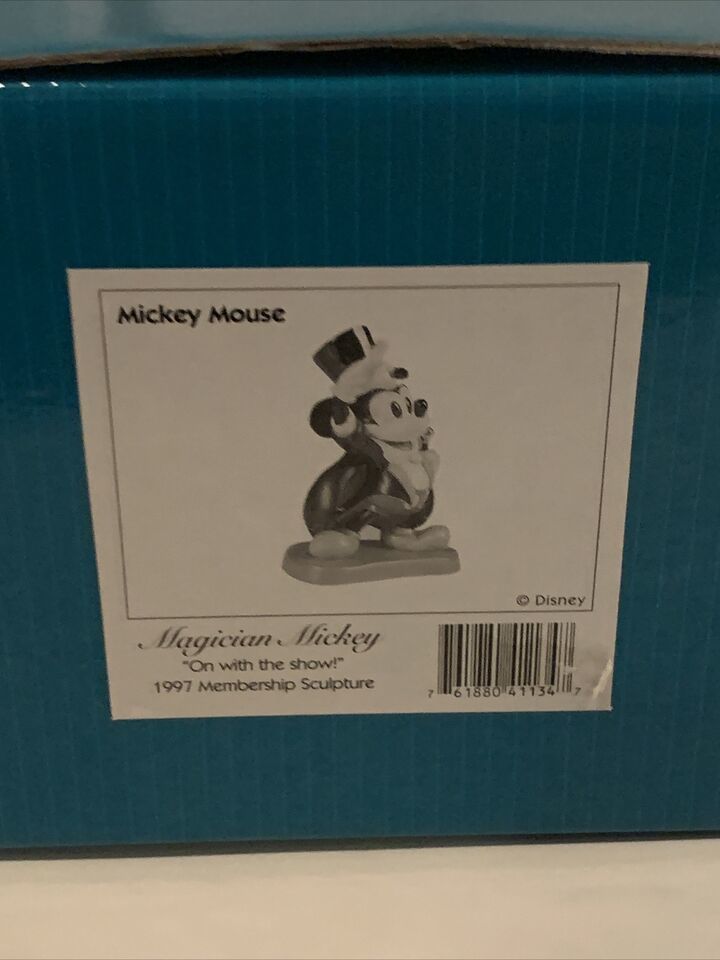 Mickey Mouse
© Disney
Magician Mickey
"On with the show!"
1997 Membership Sculpture
7 61880 41134 7